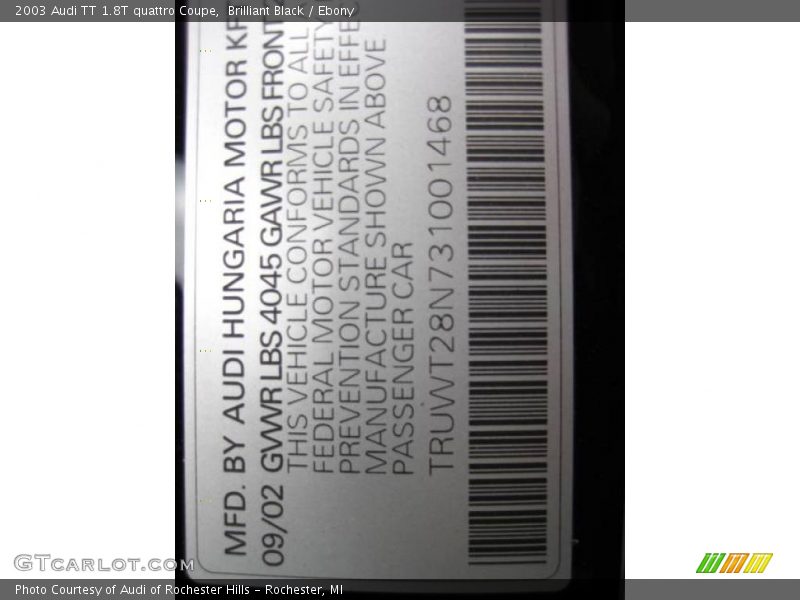 2003 Audi TT 1.8T quattro Coupe, Brilliant Black / Ebony
MFD. BY AUDI HUNGARIA MOTOR
09/02 GVWR LBS 4045 GAWR LBS FRONT
THIS VEHICLE CONFORMS TO ALL
FEDERAL MOTOR VEHICLE SAFETY
PREVENTION STANDARDS IN
MANUFACTURE SHOWN ABOVE
PASSENGER CAR
TRUWT28N731001468
GTCARLOT.COM
Photo Courtesy of Audi of Rochester Hills - Rochester, MI